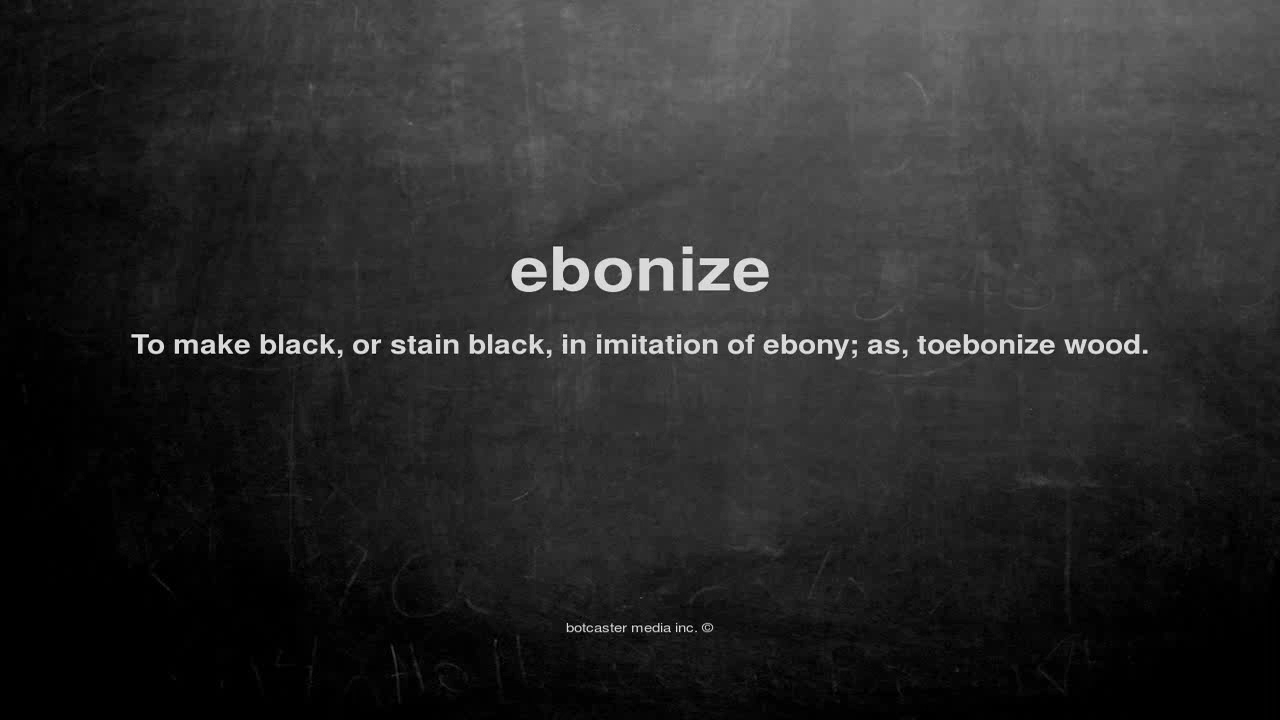 ebonize
To make black, or stain black, in imitation of ebony; as, toebonize wood.
botcaster media inc. ©